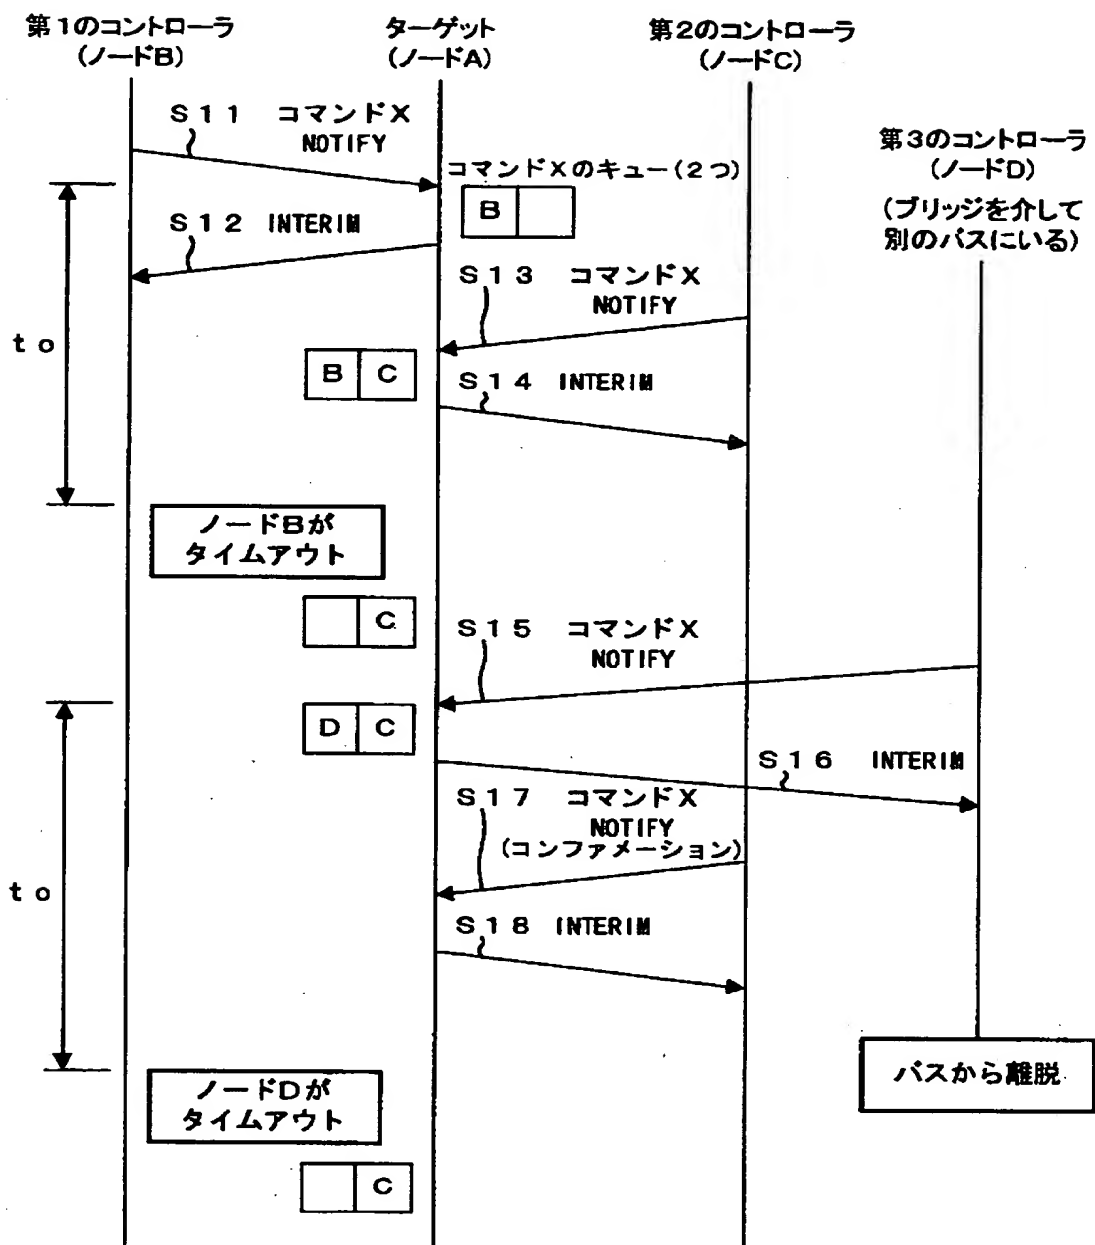 第1のコントローラ
(ノードB)
ターゲット
(ノードA)
第2のコントローラ
(ノードC)
第3のコントローラ
(ノードD)
(ブリッジを介して
別のバスにいる)
S11 コマンドX
NOTIFY
コマンドXのキュー(2つ)
B
S12 INTERIM
S13 コマンドX
NOTIFY
to
B C
S14 INTERIM
ノードBが
タイムアウト
C
S15 コマンドX
NOTIFY
D C
S16 INTERIM
S17 コマンドX
NOTIFY
(コンファメーション)
to
S18 INTERIM
バスから離脱
ノードDが
タイムアウト
C